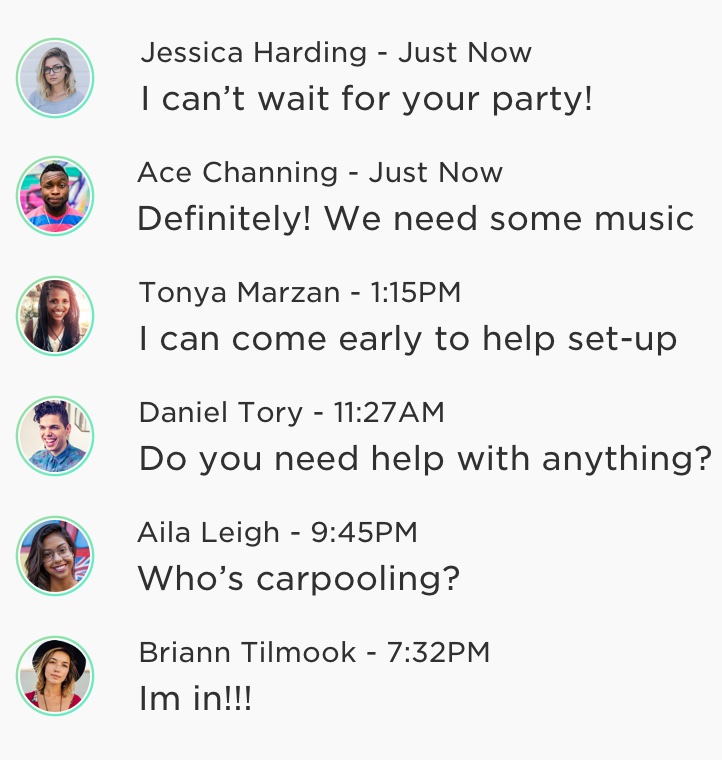 Jessica Harding - Just Now
I can’t wait for your party!
Ace Channing - Just Now
Definitely! We need some music
Tonya Marzan - 1:15PM
I can come early to help set-up
Daniel Tory - 11:27AM
Do you need help with anything?
Aila Leigh - 9:45PM
Who’s carpooling?
Briann Tilmook - 7:32PM
Im in!!!